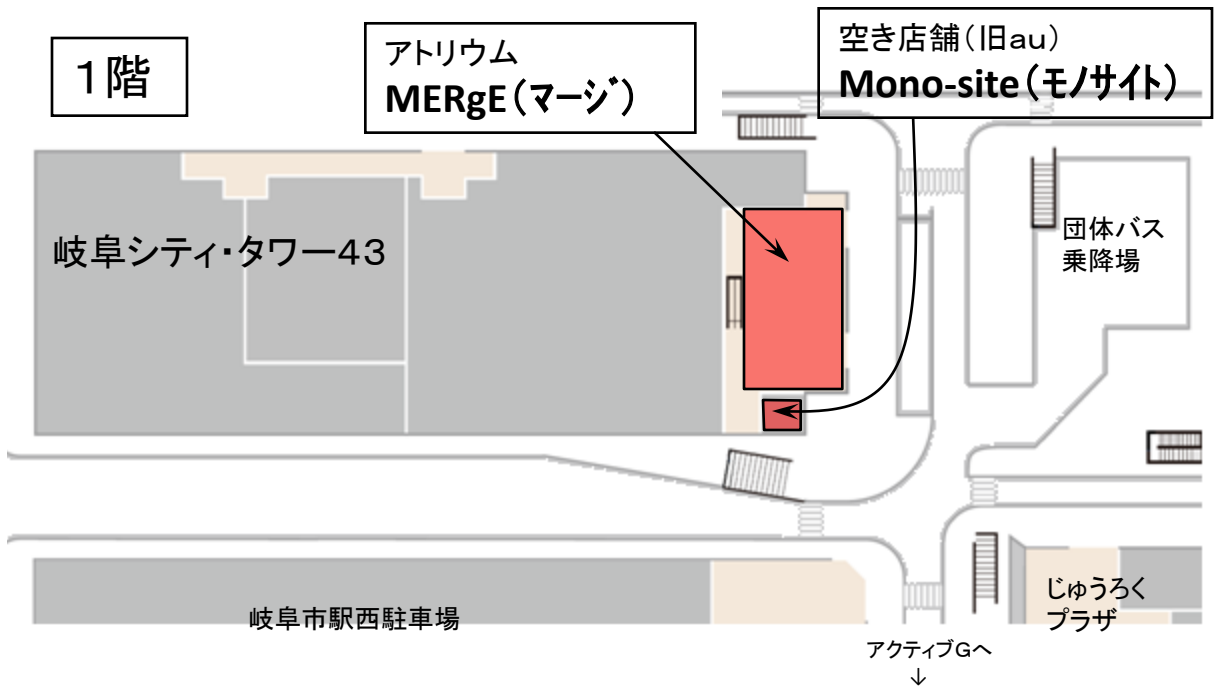 1階
アトリウム
MERgE(マージ)
空き店舗(旧au)
Mono-site(モノサイト)
岐阜シティ・タワー43
団体バス
乗降場
岐阜市駅西駐車場
じゅうろく
プラザ
アクティブGへ
↓